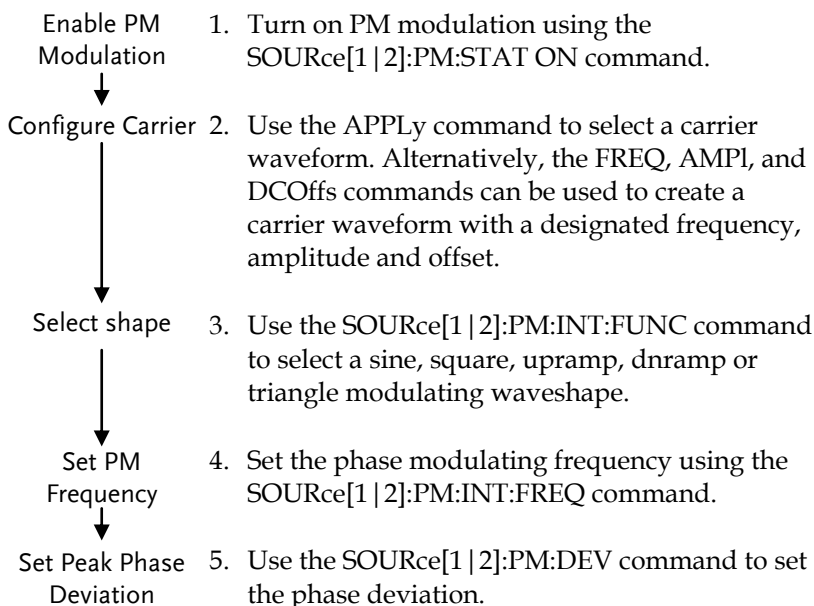 Enable PM
Modulation
1. Turn on PM modulation using the
SOURce[1|2]:PM:STAT ON command.
Configure Carrier
2. Use the APPLy command to select a carrier
waveform. Alternatively, the FREQ, AMPl, and
DCOffs commands can be used to create a
carrier waveform with a designated frequency,
amplitude and offset.
Select shape
3. Use the SOURce[1|2]:PM:INT:FUNC command
to select a sine, square, upramp, dnramp or
triangle modulating waveshape.
Set PM
Frequency
4. Set the phase modulating frequency using the
SOURce[1|2]:PM:INT:FREQ command.
Set Peak Phase
Deviation
5. Use the SOURce[1|2]:PM:DEV command to set
the phase deviation.